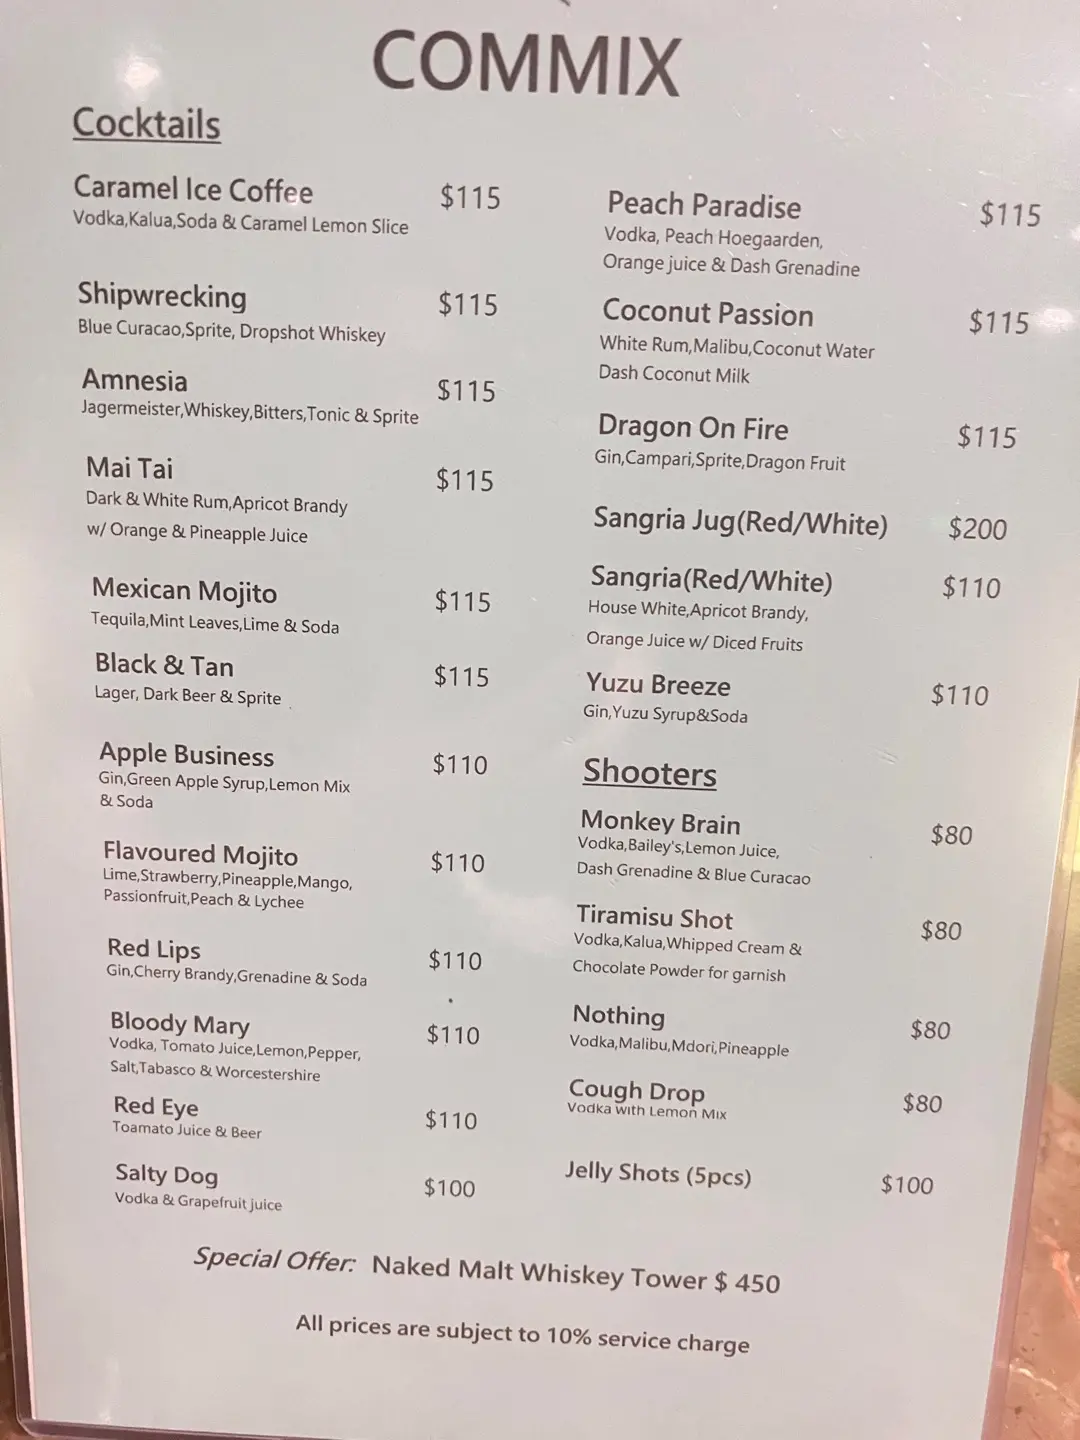 COMMIX
Cocktails
Caramel Ice Coffee $115
Vodka,Kalua,Soda & Caramel Lemon Slice
Shipwrecking $115
Blue Curacao,Sprite, Dropshot Whiskey
Amnesia $115
Jagermeister,Whiskey,Bitters,Tonic & Sprite
Mai Tai $115
Dark & White Rum,Apricot Brandy
w/ Orange & Pineapple Juice
Mexican Mojito $115
Tequila,Mint Leaves,Lime & Soda
Black & Tan $115
Lager, Dark Beer & Sprite
Apple Business $110
Gin,Green Apple Syrup,Lemon Mix
& Soda
Flavoured Mojito $110
Lime,Strawberry,Pineapple,Mango,
Passionfruit,Peach & Lychee
Red Lips $110
Gin,Cherry Brandy,Grenadine & Soda
Bloody Mary $110
Vodka, Tomato Juice,Lemon,Pepper,
Salt,Tabasco & Worcestershire
Red Eye $110
Toamato Juice & Beer
Salty Dog $100
Vodka & Grapefruit juice
Peach Paradise $115
Vodka, Peach Hoegaarden,
Orange juice & Dash Grenadine
Coconut Passion $115
White Rum,Malibu,Coconut Water
Dash Coconut Milk
Dragon On Fire $115
Gin,Campari,Sprite,Dragon Fruit
Sangria Jug(Red/White) $200
Sangria(Red/White) $110
House White,Apricot Brandy,
Orange Juice w/ Diced Fruits
Yuzu Breeze $110
Gin,Yuzu Syrup&Soda
Shooters
Monkey Brain $80
Vodka,Bailey's,Lemon Juice,
Dash Grenadine & Blue Curacao
Tiramisu Shot $80
Vodka,Kalua,Whipped Cream &
Chocolate Powder for garnish
Nothing $80
Vodka,Malibu,Mdori,Pineapple
Cough Drop $80
Vodka with Lemon Mix
Jelly Shots (5pcs) $100
Special Offer: Naked Malt Whiskey Tower $ 450
All prices are subject to 10% service charge